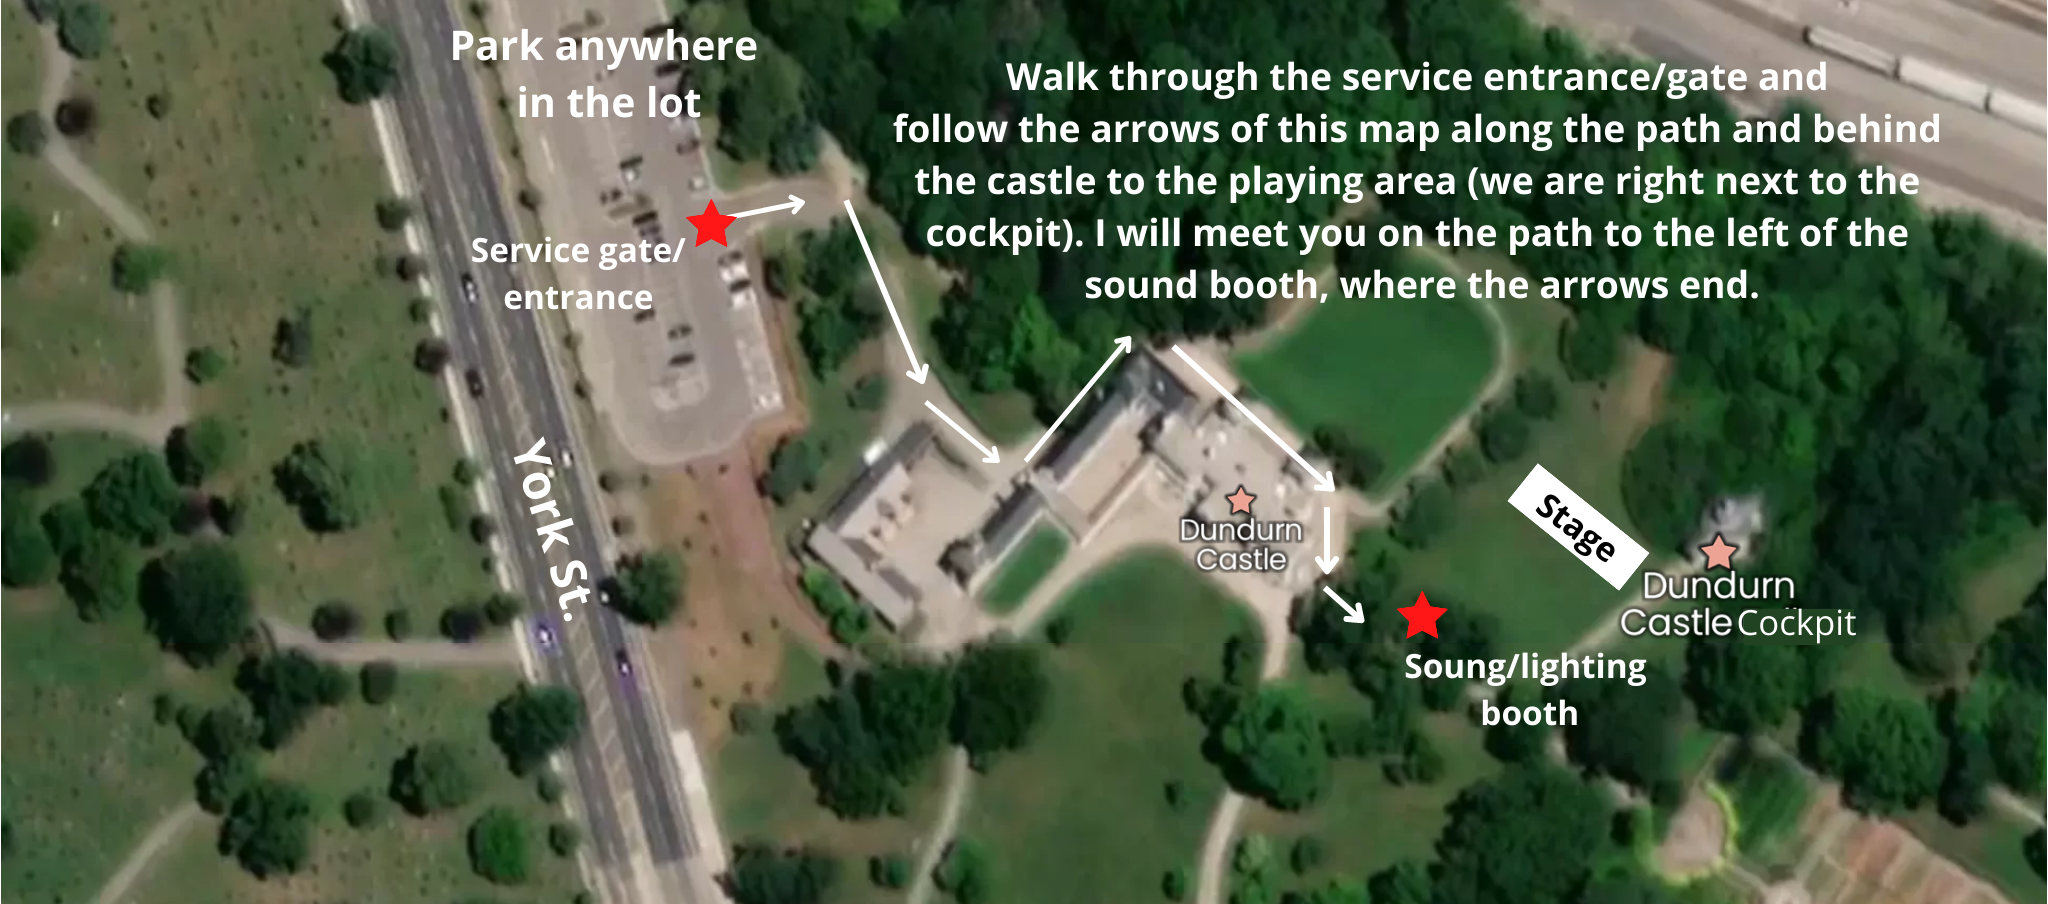 Park anywhere
in the lot
Walk through the service entrance/gate and
follow the arrows of this map along the path and behind
the castle to the playing area (we are right next to the
cockpit). I will meet you on the path to the left of the
sound booth, where the arrows end.
Service gate/
entrance
York St.
Dundurn
Castle
Stage
Dundurn
Castle Cockpit
Soung/lighting
booth